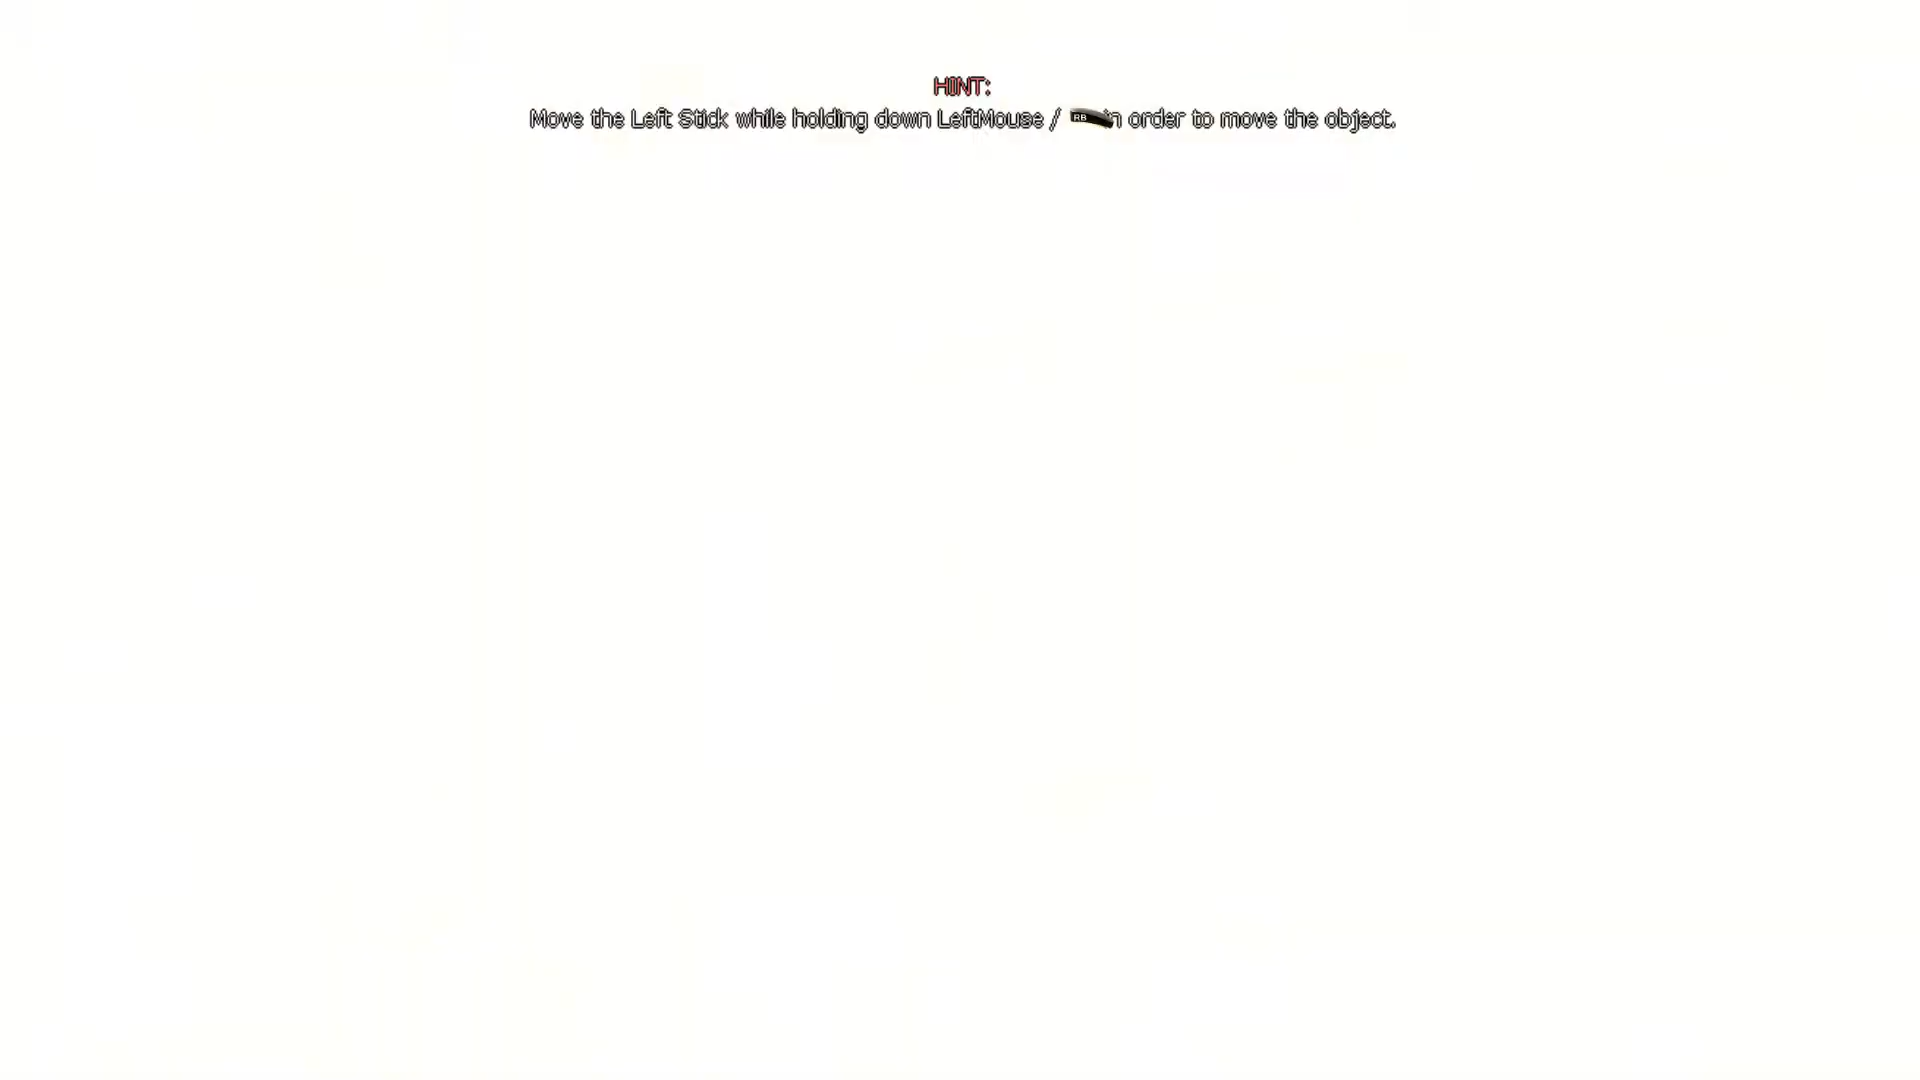 HINT:
Move the Left Stick while holding down LeftMouse / RB in order to move the object.